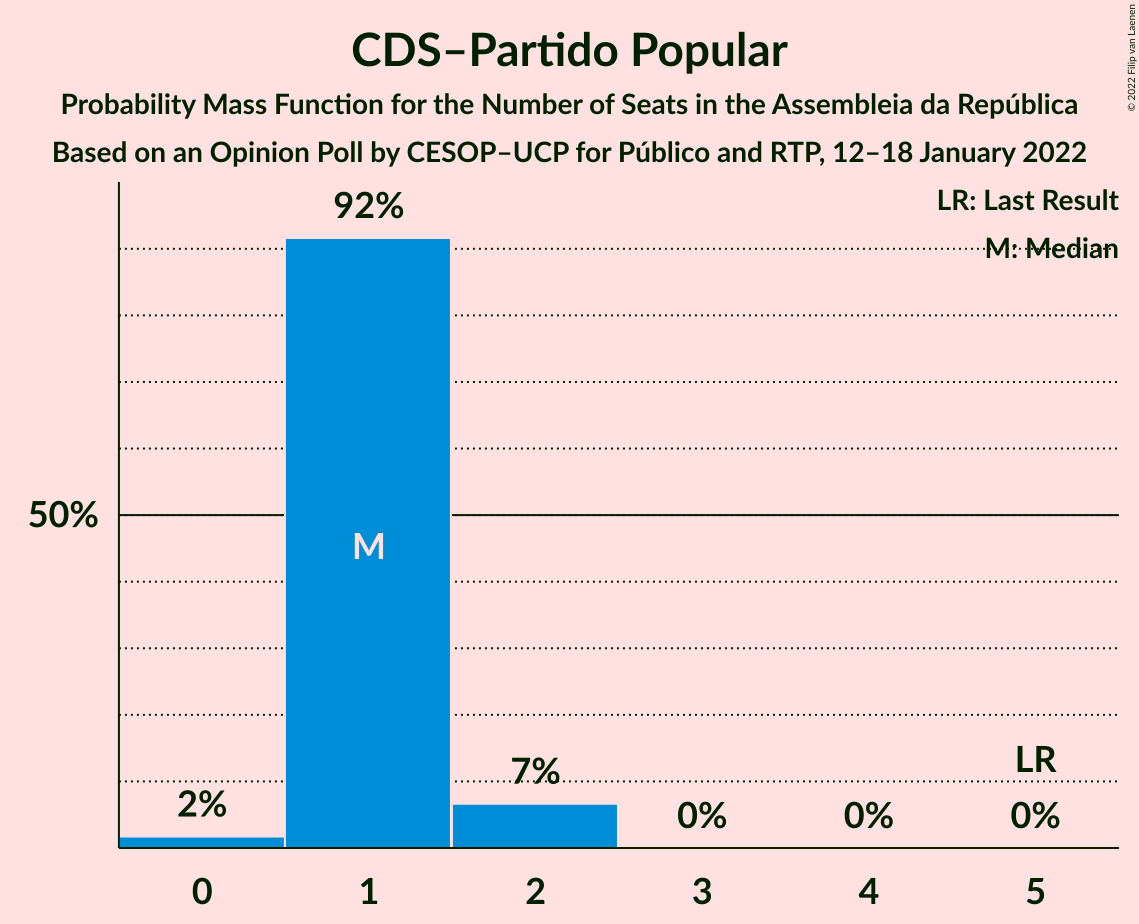 CDS–Partido Popular
Probability Mass Function for the Number of Seats in the Assembleia da República
Based on an Opinion Poll by CESOP–UCP for Público and RTP, 12–18 January 2022
© 2022 Filip van Laenen
LR: Last Result
M: Median
92%
50%
M
7%
LR
2%
0%
0%
0%
0
1
2
3
4
5